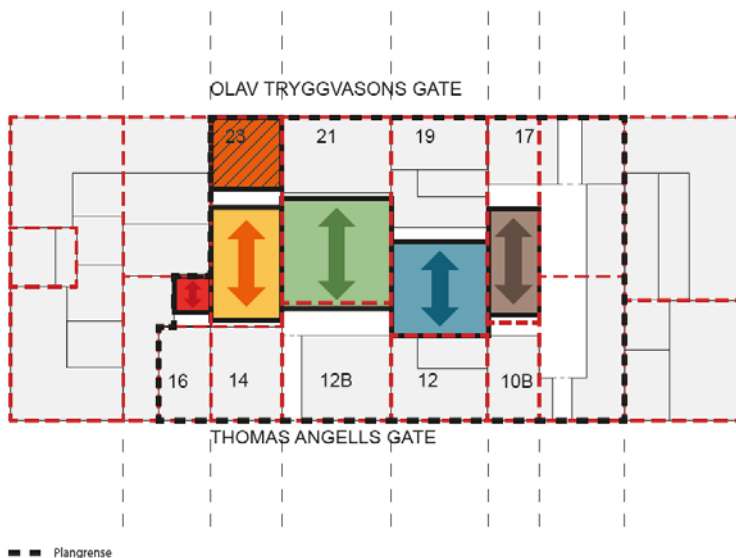 OLAV TRYGGVASONS GATE
23 21 19 17
16 14 12B 12 10B
THOMAS ANGELLS GATE
Plangrense